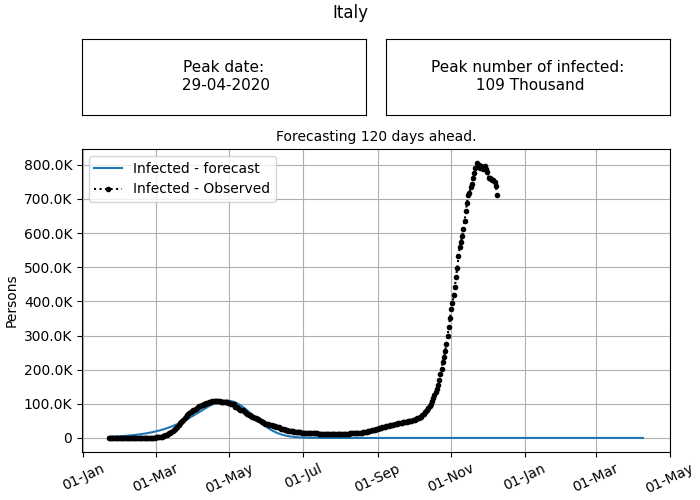 Italy
Peak date:
29-04-2020
Peak number of infected:
109 Thousand
Forecasting 120 days ahead.
Infected - forecast
Infected - Observed
Persons
800.0K
700.0K
600.0K
500.0K
400.0K
300.0K
200.0K
100.0K
0
01-Jan
01-Mar
01-May
01-Jul
01-Sep
01-Nov
01-Jan
01-Mar
01-May